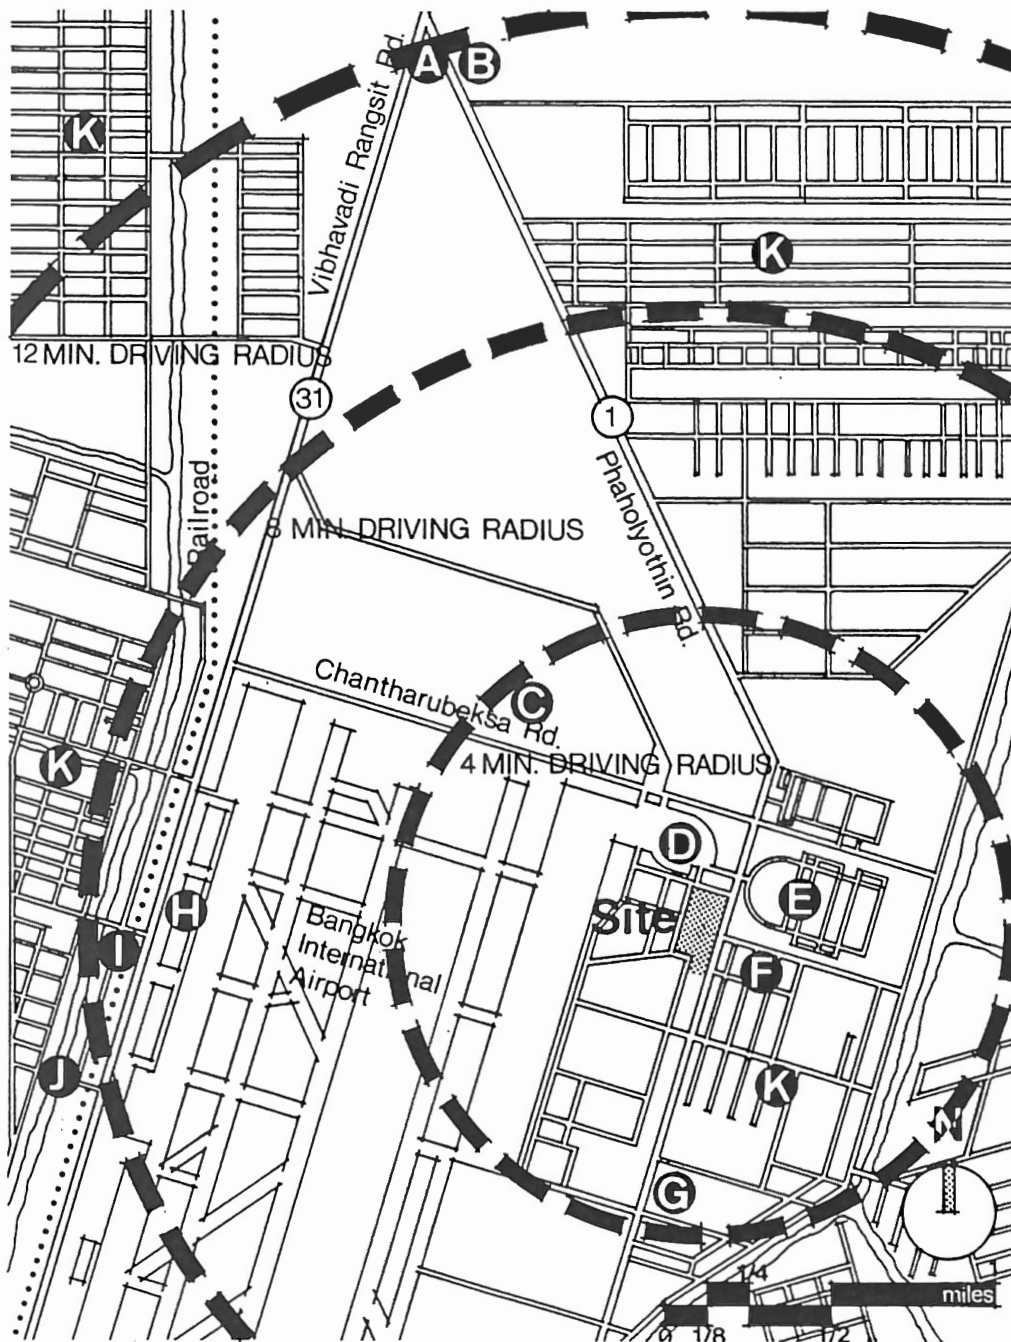 A B
K
Vibhavadi Rangsit Rd.
K
12 MIN. DRIVING RADIUS
31
1
Railroad
8 MIN. DRIVING RADIUS
Phaholyothin Rd.
Chantharubeksa Rd.
C
K
4 MIN. DRIVING RADIUS
D
E
H
Site
Bangkok
International
Airport
I
F
J
K
N
G
1/4
miles
0 1/8 1/2